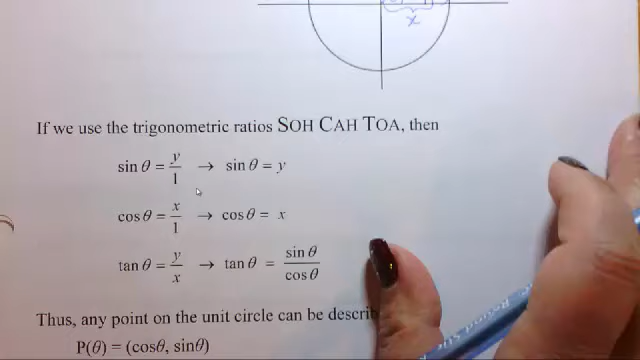 x
If we use the trigonometric ratios SOH CAH TOA, then
sin θ = y/1 → sin θ = y
cos θ = x/1 → cos θ = x
tan θ = y/x → tan θ = sin θ/cos θ
Thus, any point on the unit circle can be describ
P(θ) = (cosθ, sinθ)